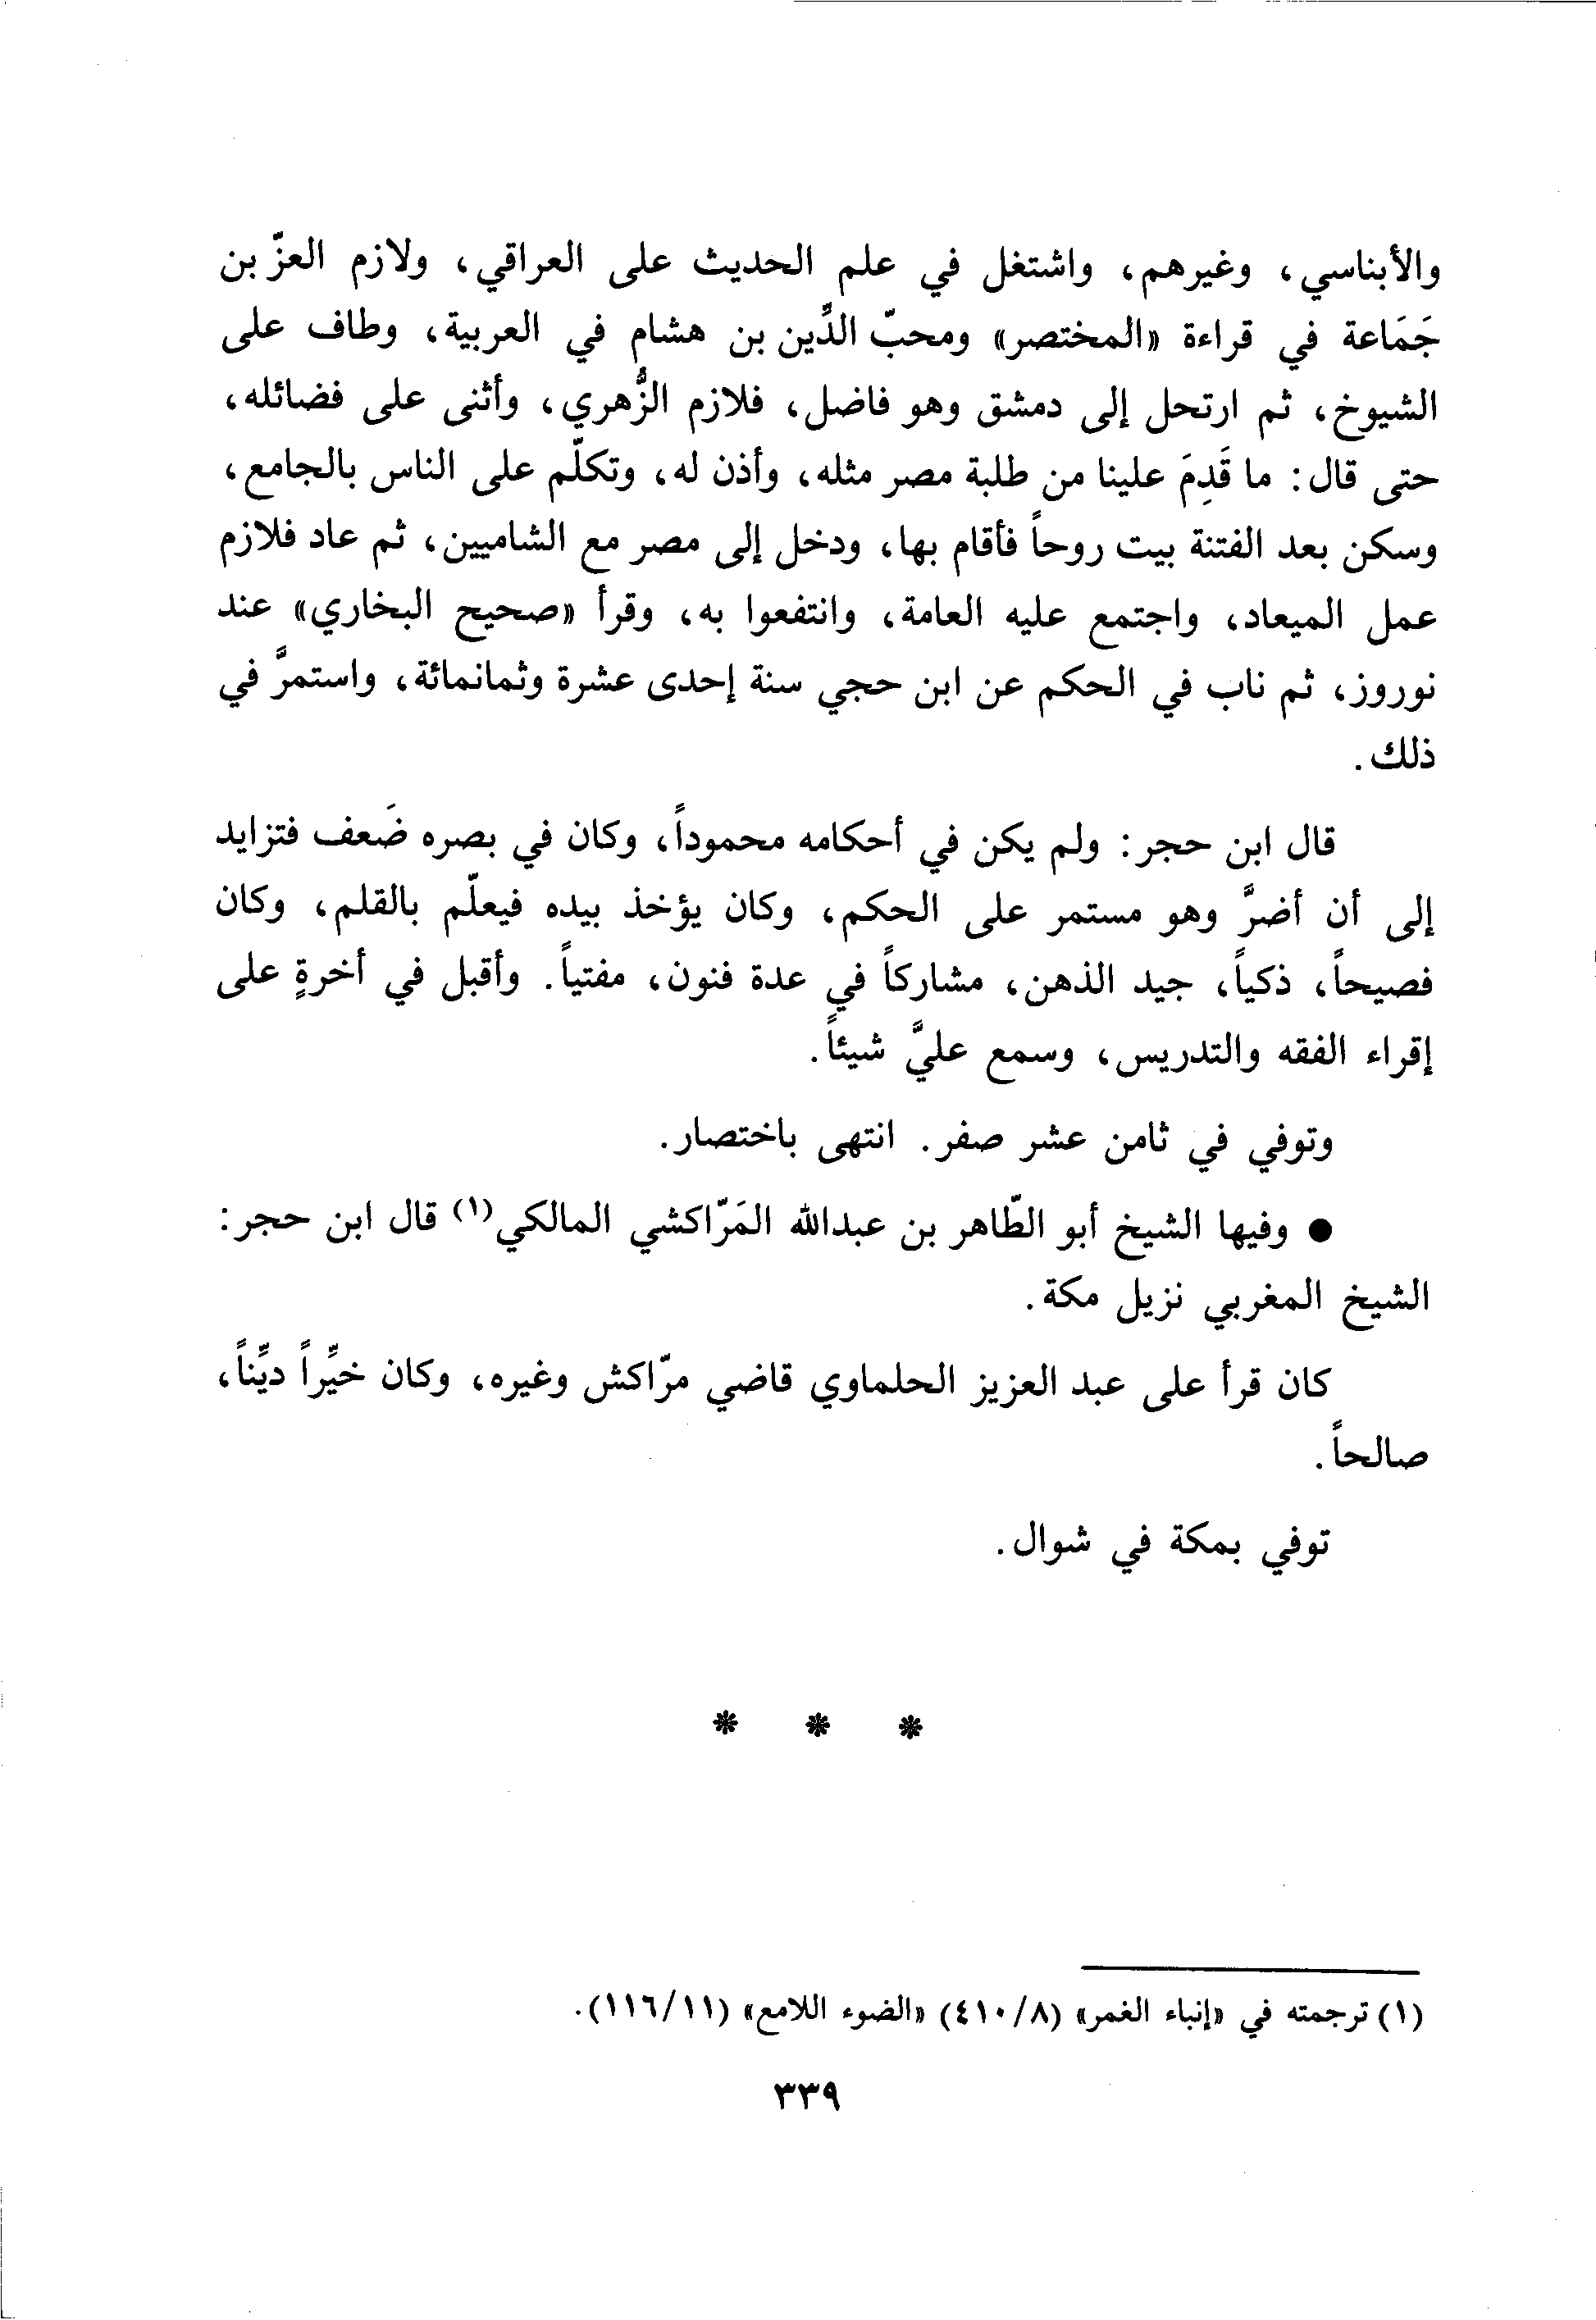 والأبناسي، وغيرهم، واشتغل في علم الحديث على العراقي، ولازم العزّ بن
جَمَاعة في قراءة «المختصر» ومحبّ الدِّين بن هشام في العربية، وطاف على
الشيوخ، ثم ارتحل إلى دمشق وهو فاضل، فلازم الزُّهري، وأثنى على فضائله،
حتى قال: ما قَدِمَ علينا من طلبة مصر مثله، وأذن له، وتكلّم على الناس بالجامع،
وسكن بعد الفتنة بيت روحاً فأقام بها، ودخل إلى مصر مع الشاميين، ثم عاد فلازم
عمل الميعاد، واجتمع عليه العامة، وانتفعوا به، وقرأ «صحيح البخاري» عند
نوروز، ثم ناب في الحكم عن ابن حجي سنة إحدى عشرة وثمانمائة، واستمرَّ في
ذلك.
قال ابن حجر: ولم يكن في أحكامه محموداً، وكان في بصره ضَعف فتزايد
إلى أن أضرَّ وهو مستمر على الحكم، وكان يؤخذ بيده فيعلّم بالقلم، وكان
فصيحاً، ذكياً، جيد الذهن، مشاركاً في عدة فنون، مفتياً. وأقبل في أخرةٍ على
إقراء الفقه والتدريس، وسمع عليَّ شيئاً.
وتوفي في ثامن عشر صفر. انتهى باختصار.
● وفيها الشيخ أبو الطّاهر بن عبدالله المَرّاكشي المالكي(١) قال ابن حجر:
الشيخ المغربي نزيل مكة.
كان قرأ على عبد العزيز الحلماوي قاضي مرّاكش وغيره، وكان خيِّراً ديِّناً،
صالحاً.
توفي بمكة في شوال.
* * *
(١) ترجمته في «إنباء الغمر» (٨/٤١٠) «الضوء اللامع» (١١/١١٦).
٣٣٩